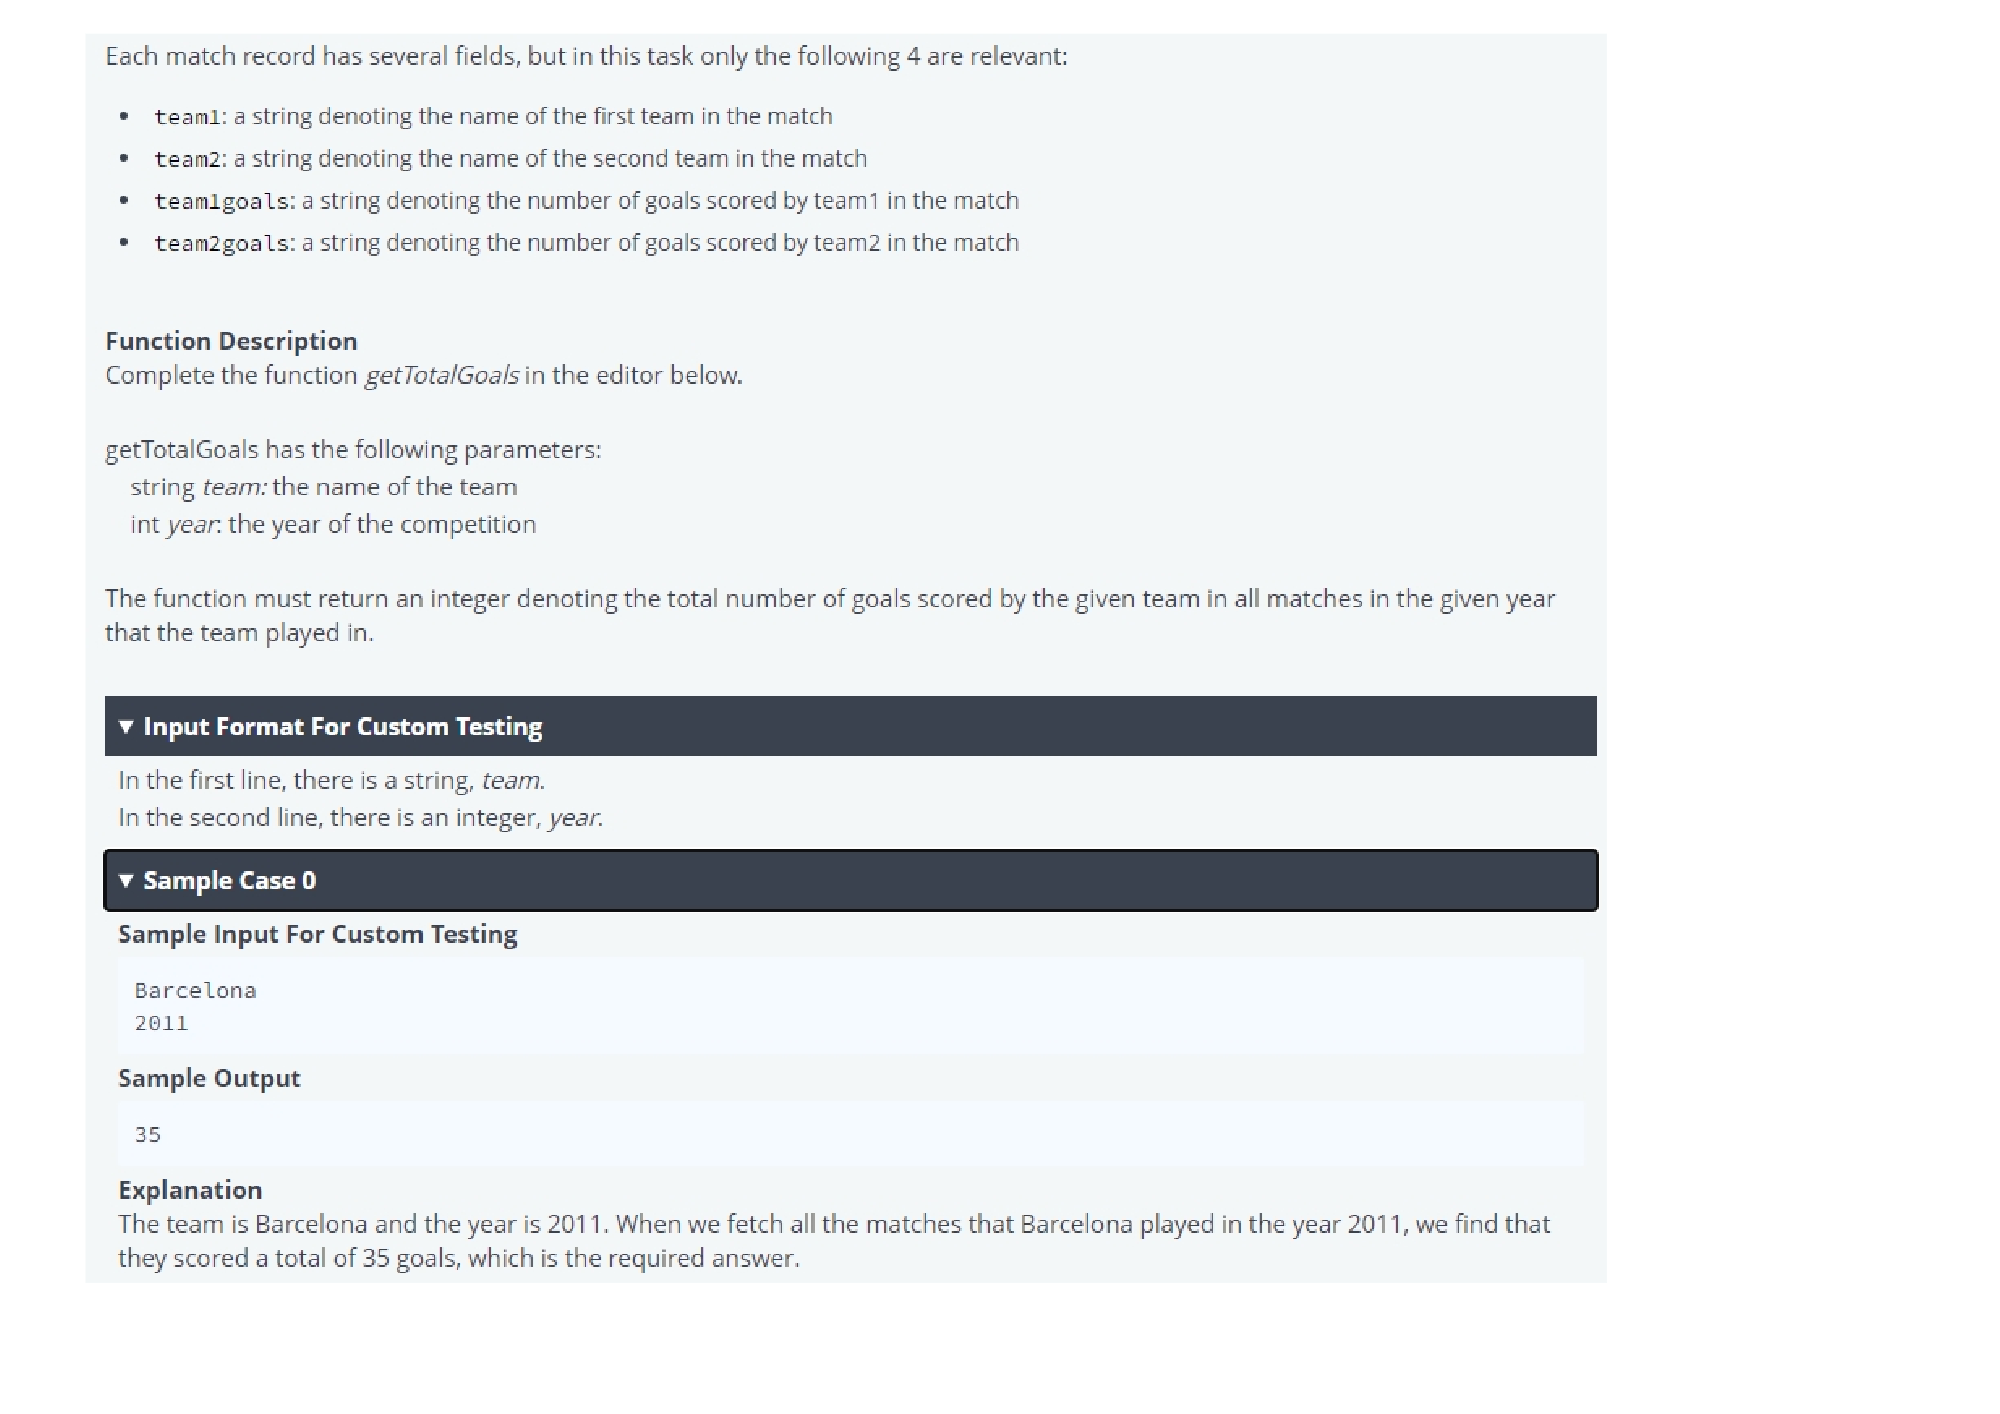 Each match record has several fields, but in this task only the following 4 are relevant:
• team1: a string denoting the name of the first team in the match
• team2: a string denoting the name of the second team in the match
• team1goals: a string denoting the number of goals scored by team1 in the match
• team2goals: a string denoting the number of goals scored by team2 in the match
Function Description
Complete the function getTotalGoals in the editor below.
getTotalGoals has the following parameters:
string team: the name of the team
int year: the year of the competition
The function must return an integer denoting the total number of goals scored by the given team in all matches in the given year
that the team played in.
▼ Input Format For Custom Testing
In the first line, there is a string, team.
In the second line, there is an integer, year.
▼ Sample Case 0
Sample Input For Custom Testing
Barcelona
2011
Sample Output
35
Explanation
The team is Barcelona and the year is 2011. When we fetch all the matches that Barcelona played in the year 2011, we find that
they scored a total of 35 goals, which is the required answer.